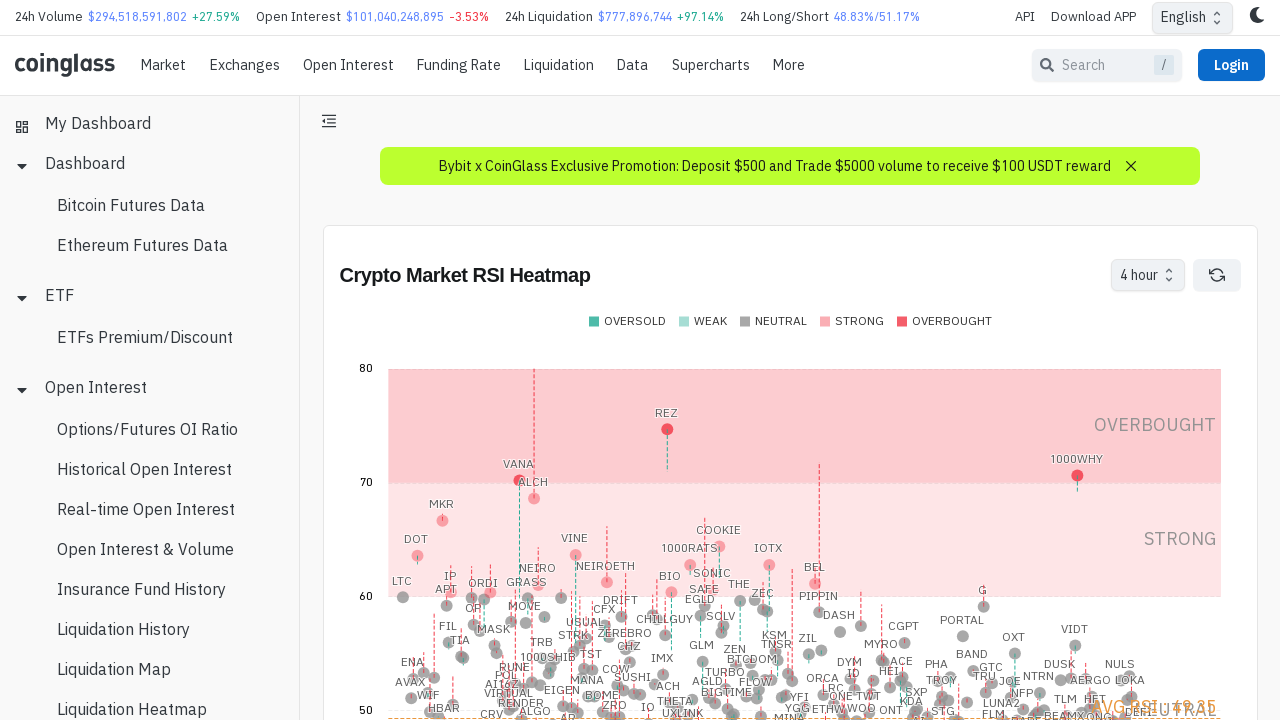 24h Volume $294,518,591,802 +27.59% Open Interest $101,040,248,895 -3.53% 24h Liquidation $777,896,744 +97.14% 24h Long/Short 48.83%/51.17% API Download APP English
coinglass Market Exchanges Open Interest Funding Rate Liquidation Data Supercharts More Search / Login
My Dashboard
Dashboard
Bitcoin Futures Data
Ethereum Futures Data
ETF
ETFs Premium/Discount
Open Interest
Options/Futures OI Ratio
Historical Open Interest
Real-time Open Interest
Open Interest & Volume
Insurance Fund History
Liquidation History
Liquidation Map
Liquidation Heatmap
Bybit x CoinGlass Exclusive Promotion: Deposit $500 and Trade $5000 volume to receive $100 USDT reward
Crypto Market RSI Heatmap 4 hour
OVERSOLD WEAK NEUTRAL STRONG OVERBOUGHT
80
REZ
OVERBOUGHT
VANA 1000WHY
70 ALCH
MKR
COOKIE
DOT VINE STRONG
1000RATS IOTX
NEIRO NEIROETH BEL
IP BIO SONIC
LTC APT ORDI GRASS THE
SAFE ZEC G
60 EGLD PIPPIN
OP MOVE CFX DRIFT
FIL MASK USUAL CHILLGUY SOLV DASH CGPT PORTAL VIDT
TIA TRB STRK ZEREBRO KSM ZIL OXT
1000SHIB TST CHZ GLM ZEN TNSR MYRO BAND
ENA RUNE COW IMX BTCDOM DYM ACE PHA GTC DUSK NULS
AVAX POL SUSHI TURBO ORCA ID HEI TROY TRU JOE NTRN AERGO LOKA
WIF VIRTUAL EIGEN BOME ACH AGLD FLOW LRC TWT SXP NFP
HBAR RENDER ZRO THETA BIGTIME YFI ONE KDA LUNA2 TLM
CRV ALGO IO UXLINK YGG ETHW WOO ONT STG FLM AVG RSI
50 MINA NEUTRAL